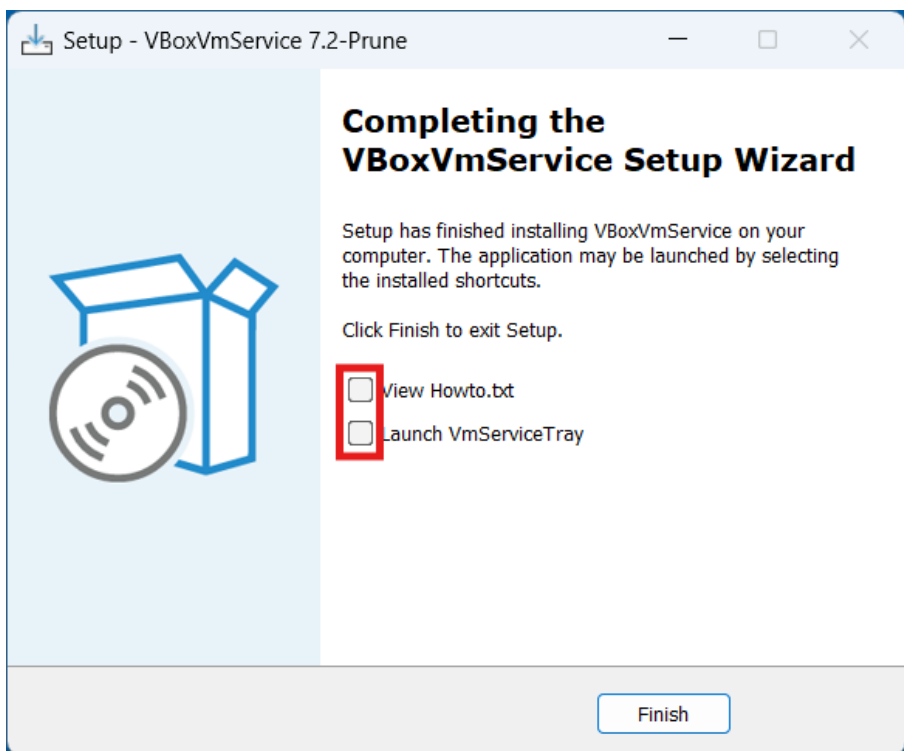 Setup - VBoxVmService 7.2-Prune
Completing the
VBoxVmService Setup Wizard
Setup has finished installing VBoxVmService on your
computer. The application may be launched by selecting
the installed shortcuts.
Click Finish to exit Setup.
View Howto.txt
Launch VmServiceTray
Finish